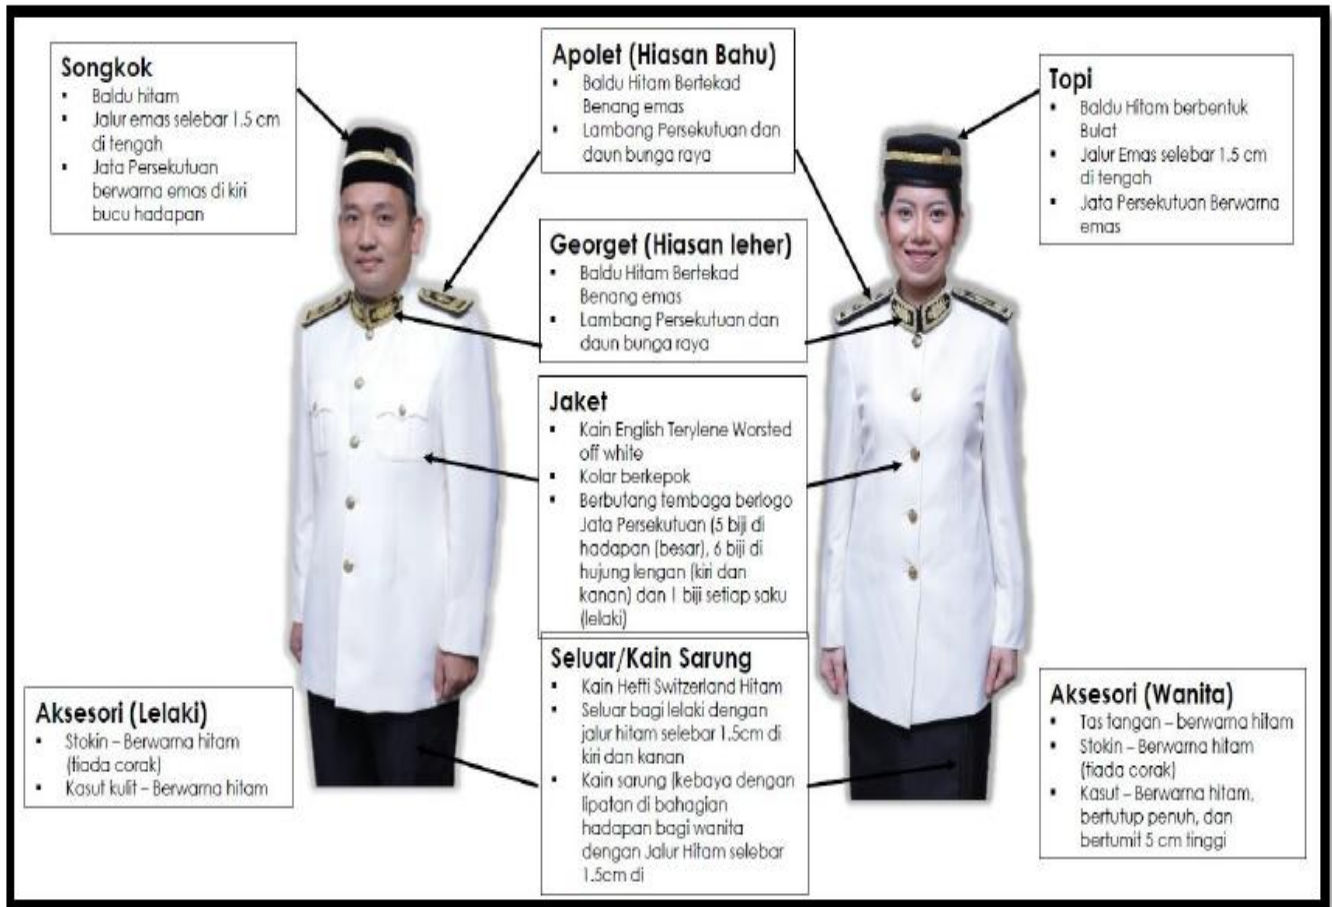 Songkok
▪ Baldu hitam
▪ Jalur emas selebar 1.5 cm
di tengah
▪ Jata Persekutuan
berwarna emas di kiri
bucu hadapan
Apolet (Hiasan Bahu)
▪ Baldu Hitam Bertekad
Benang emas
▪ Lambang Persekutuan dan
daun bunga raya
Topi
▪ Baldu Hitam berbentuk
Bulat
▪ Jalur Emas selebar 1.5 cm
di tengah
▪ Jata Persekutuan Berwarna
emas
Georget (Hiasan leher)
▪ Baldu Hitam Bertekad
Benang emas
▪ Lambang Persekutuan dan
daun bunga raya
Jaket
▪ Kain English Terylene Worsted
off white
▪ Kolar berkepok
▪ Berbutang tembaga berlogo
Jata Persekutuan (5 biji di
hadapan (besar), 6 biji di
hujung lengan (kiri dan
kanan) dan 1 biji setiap saku
(lelaki)
Seluar/Kain Sarung
▪ Kain Hefti Switzerland Hitam
▪ Seluar bagi lelaki dengan
jalur hitam selebar 1.5cm di
kiri dan kanan
▪ Kain sarung (kebaya dengan
lipatan di bahagian
hadapan bagi wanita
dengan Jalur Hitam selebar
1.5cm di
Aksesori (Lelaki)
▪ Stokin – Berwarna hitam
(tiada corak)
▪ Kasut kulit – Berwarna hitam
Aksesori (Wanita)
▪ Tas tangan – berwarna hitam
▪ Stokin – Berwarna hitam
(tiada corak)
▪ Kasut – Berwarna hitam,
bertutup penuh, dan
bertumit 5 cm tinggi